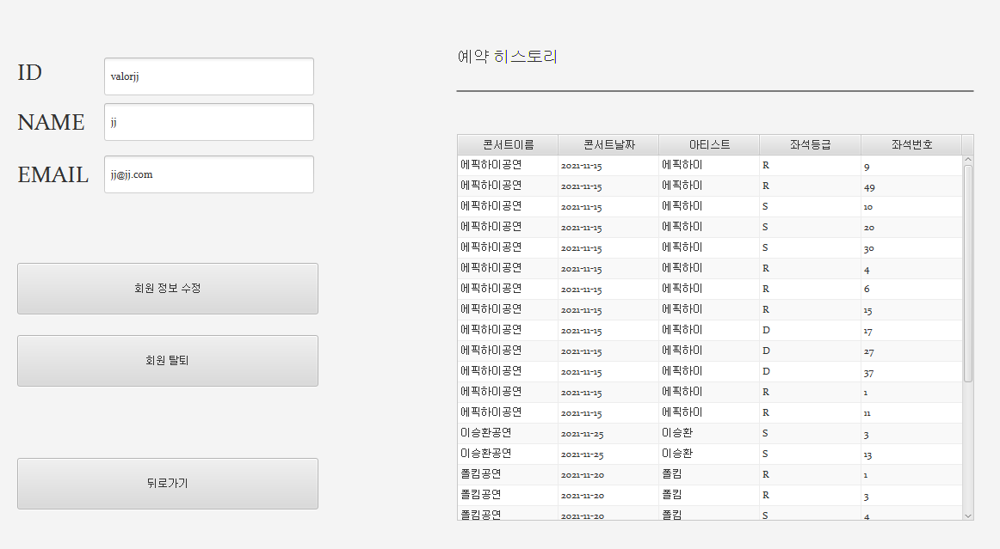 ID valorjj
NAME jj
EMAIL jj@jj.com
회원 정보 수정
회원 탈퇴
뒤로가기
예약 히스토리
콘서트이름 콘서트날짜 아티스트 좌석등급 좌석번호
에픽하이공연 2021-11-15 에픽하이 R 9
에픽하이공연 2021-11-15 에픽하이 R 49
에픽하이공연 2021-11-15 에픽하이 S 10
에픽하이공연 2021-11-15 에픽하이 S 20
에픽하이공연 2021-11-15 에픽하이 S 30
에픽하이공연 2021-11-15 에픽하이 R 4
에픽하이공연 2021-11-15 에픽하이 R 6
에픽하이공연 2021-11-15 에픽하이 R 15
에픽하이공연 2021-11-15 에픽하이 D 17
에픽하이공연 2021-11-15 에픽하이 D 27
에픽하이공연 2021-11-15 에픽하이 D 37
에픽하이공연 2021-11-15 에픽하이 R 1
에픽하이공연 2021-11-15 에픽하이 R 11
이승환공연 2021-11-25 이승환 S 3
이승환공연 2021-11-25 이승환 S 13
폴킴공연 2021-11-20 폴킴 R 1
폴킴공연 2021-11-20 폴킴 R 3
폴킴공연 2021-11-20 폴킴 S 4